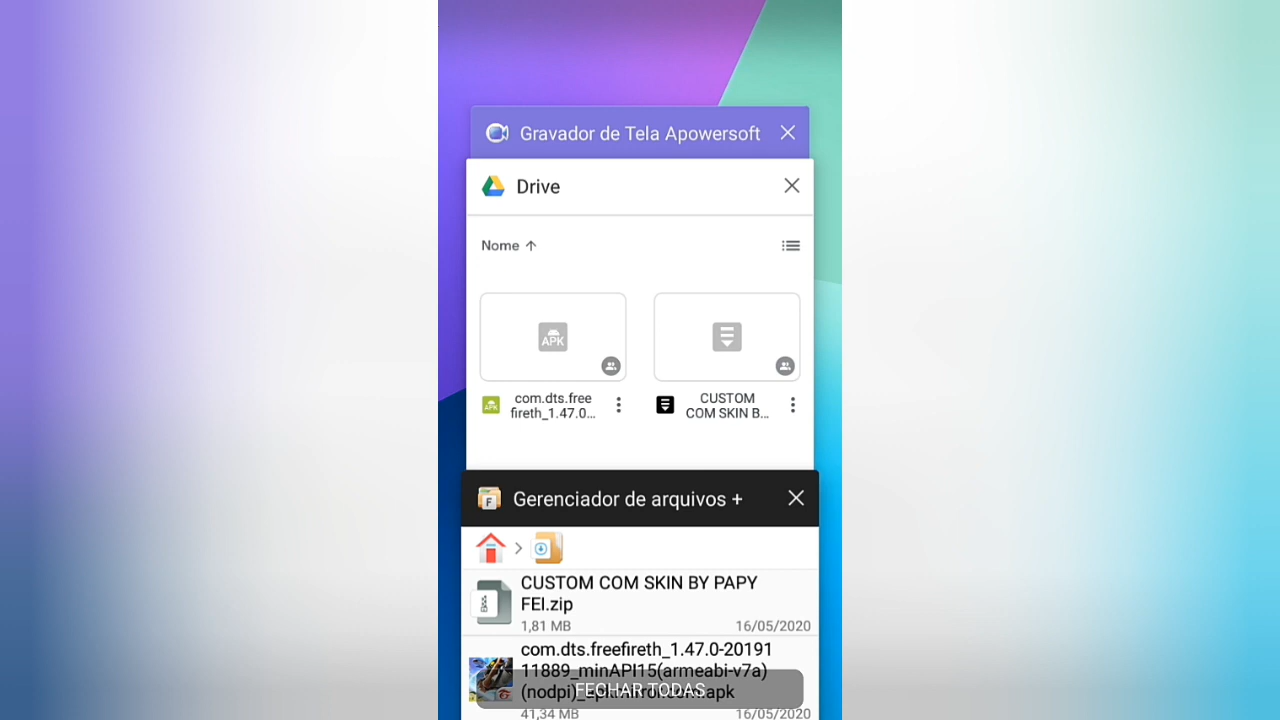 Gravador de Tela Apowersoft
Drive
Nome
APK
APK
com.dts.free
fireth_1.47.0...
CUSTOM
COM SKIN B...
F
Gerenciador de arquivos +
CUSTOM COM SKIN BY PAPY
FEI.zip
1,81 MB
16/05/2020
com.dts.freefireth_1.47.0-20191
11889_minAPI15(armeabi-v7a)
FECHAR TODAS
41,34 MB
16/05/2020